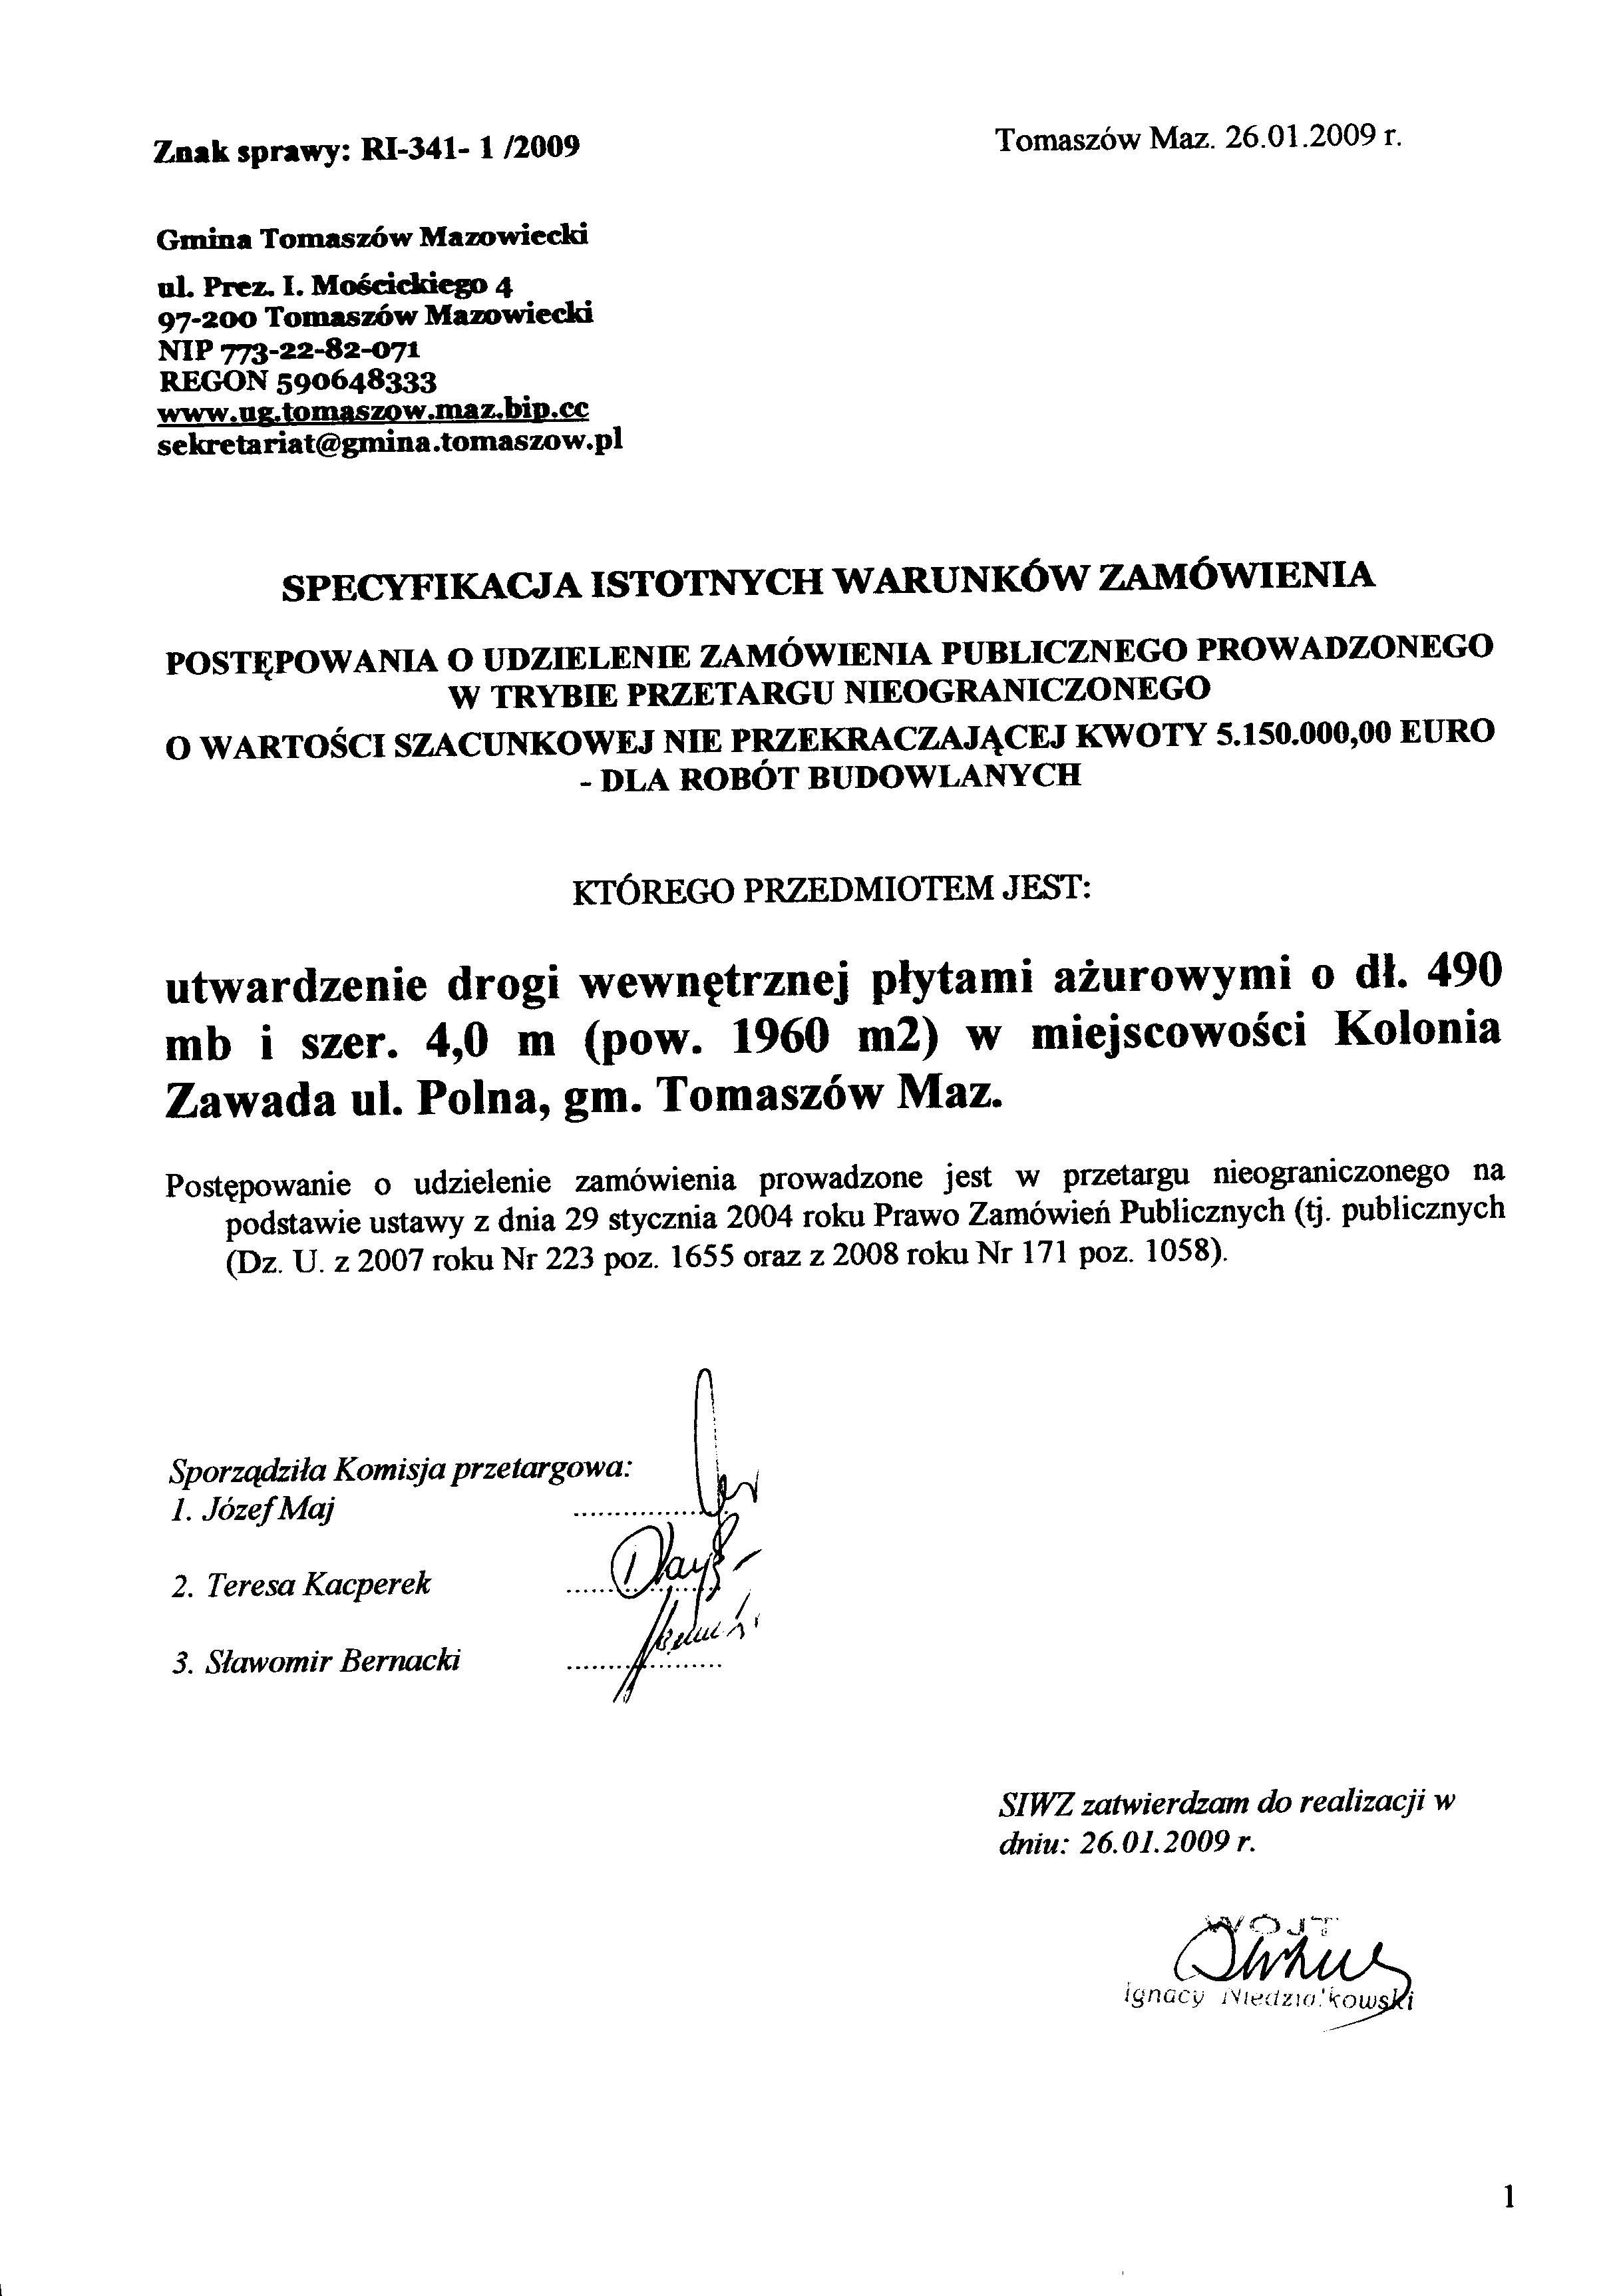 Znak sprawy: RI-341- 1 /2009
Tomaszów Maz. 26.01.2009 r.
Gmina Tomaszów Mazowiecki
ul. Prez. I. Mościckiego 4
97-200 Tomaszów Mazowiecki
NIP 773-22-82-071
REGON 590648333
www.ug.tomaszow.maz.bip.cc
sekretariat@gmina.tomaszow.pl
SPECYFIKACJA ISTOTNYCH WARUNKÓW ZAMÓWIENIA
POSTĘPOWANIA O UDZIELENIE ZAMÓWIENIA PUBLICZNEGO PROWADZONEGO
W TRYBIE PRZETARGU NIEOGRANICZONEGO
O WARTOŚCI SZACUNKOWEJ NIE PRZEKRACZAJĄCEJ KWOTY 5.150.000,00 EURO
- DLA ROBÓT BUDOWLANYCH
KTÓREGO PRZEDMIOTEM JEST:
utwardzenie drogi wewnętrznej płytami ażurowymi o dł. 490
mb i szer. 4,0 m (pow. 1960 m2) w miejscowości Kolonia
Zawada ul. Polna, gm. Tomaszów Maz.
Postępowanie o udzielenie zamówienia prowadzone jest w przetargu nieograniczonego na
podstawie ustawy z dnia 29 stycznia 2004 roku Prawo Zamówień Publicznych (tj. publicznych
(Dz. U. z 2007 roku Nr 223 poz. 1655 oraz z 2008 roku Nr 171 poz. 1058).
Sporządziła Komisja przetargowa:
1. Józef Maj ................
2. Teresa Kacperek ................
3. Sławomir Bernacki ................
SIWZ zatwierdzam do realizacji w
dniu: 26.01.2009 r.
WÓJT
Ignacy Niedziałkowski
1